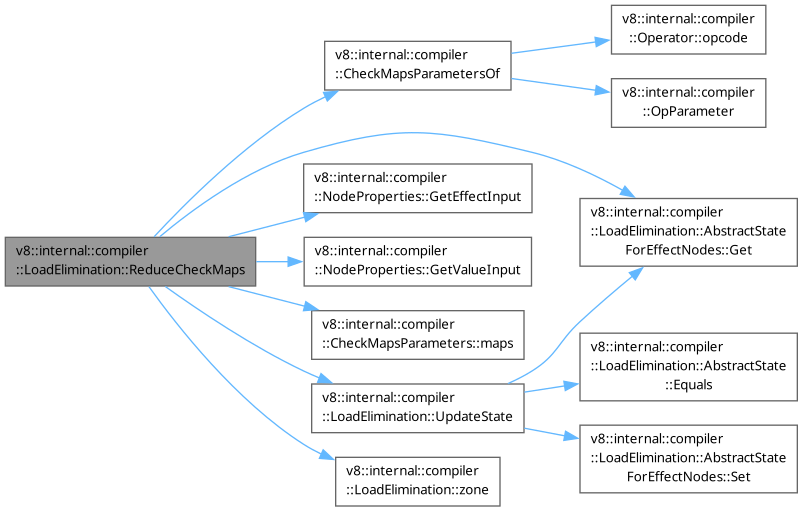 v8::internal::compiler
::Operator::opcode
v8::internal::compiler
::CheckMapsParametersOf
v8::internal::compiler
::OpParameter
v8::internal::compiler
::NodeProperties::GetEffectInput
v8::internal::compiler
::LoadElimination::AbstractState
ForEffectNodes::Get
v8::internal::compiler
::LoadElimination::ReduceCheckMaps
v8::internal::compiler
::NodeProperties::GetValueInput
v8::internal::compiler
::CheckMapsParameters::maps
v8::internal::compiler
::LoadElimination::AbstractState
::Equals
v8::internal::compiler
::LoadElimination::UpdateState
v8::internal::compiler
::LoadElimination::AbstractState
ForEffectNodes::Set
v8::internal::compiler
::LoadElimination::zone